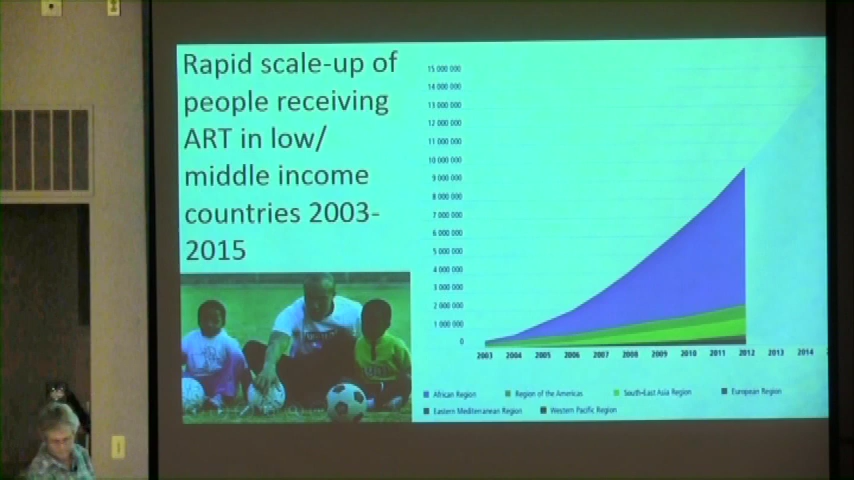 Rapid scale-up of
people receiving
ART in low/
middle income
countries 2003-
2015
15 000 000
14 000 000
13 000 000
12 000 000
11 000 000
10 000 000
9 000 000
8 000 000
7 000 000
6 000 000
5 000 000
4 000 000
3 000 000
2 000 000
1 000 000
0
2003 2004 2005 2006 2007 2008 2009 2010 2011 2012 2013 2014
African Region Region of the Americas South-East Asia Region European Region
Eastern Mediterranean Region Western Pacific Region